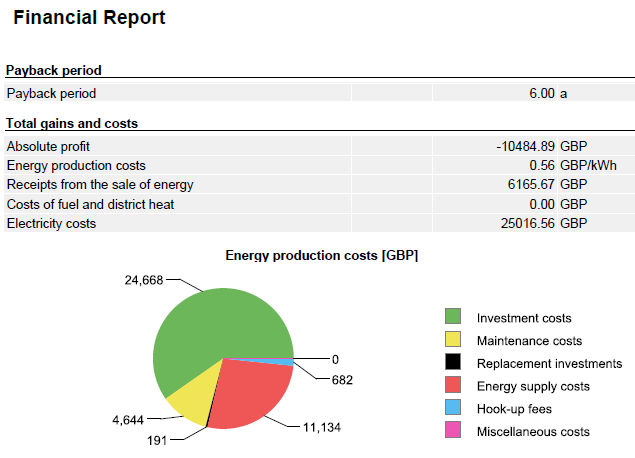 Financial Report
Payback period
Payback period 6.00 a
Total gains and costs
Absolute profit -10484.89 GBP
Energy production costs 0.56 GBP/kWh
Receipts from the sale of energy 6165.67 GBP
Costs of fuel and district heat 0.00 GBP
Electricity costs 25016.56 GBP
Energy production costs [GBP]
24,668
0
682
11,134
4,644
191
Investment costs
Maintenance costs
Replacement investments
Energy supply costs
Hook-up fees
Miscellaneous costs